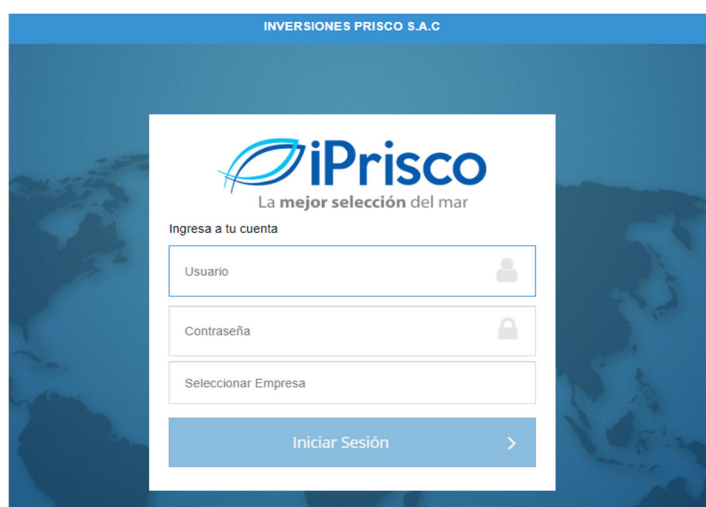 INVERSIONES PRISCO S.A.C
iPrisco
La mejor selección del mar
Ingresa a tu cuenta
Usuario
Contraseña
Seleccionar Empresa
Iniciar Sesión